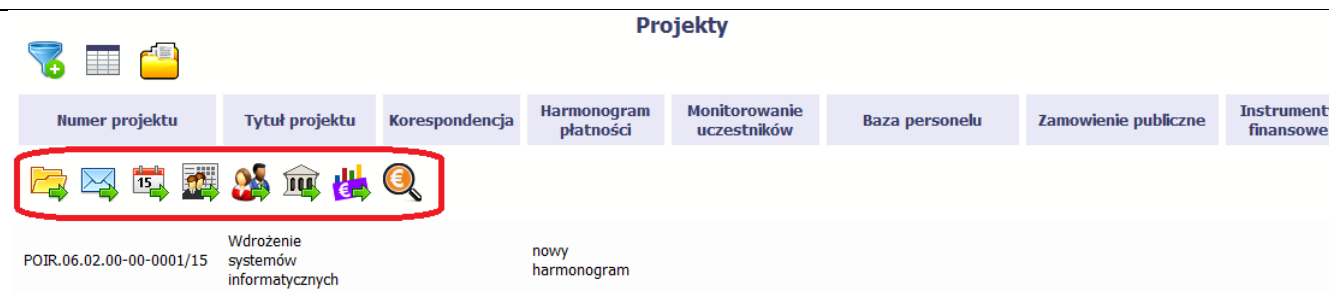 Projekty
Numer projektu
Tytuł projektu
Korespondencja
Harmonogram
płatności
Monitorowanie
uczestników
Baza personelu
Zamowienie publiczne
Instrument
finansowe
15
POIR.06.02.00-00-0001/15
Wdrożenie
systemów
informatycznych
nowy
harmonogram